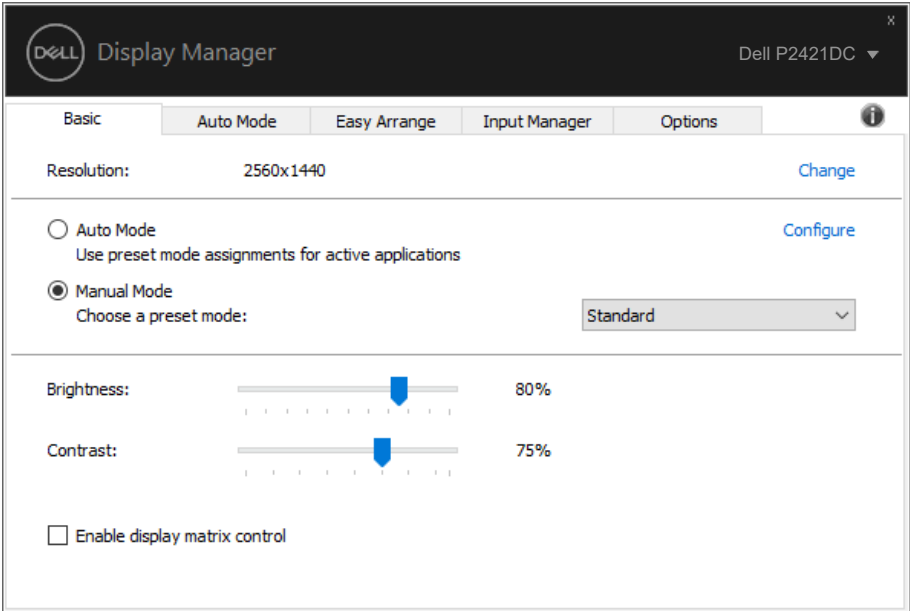 x
DELL Display Manager
Dell P2421DC
Basic Auto Mode Easy Arrange Input Manager Options
Resolution: 2560x1440 Change
Auto Mode Configure
Use preset mode assignments for active applications
Manual Mode
Choose a preset mode: Standard
Brightness: 80%
Contrast: 75%
Enable display matrix control